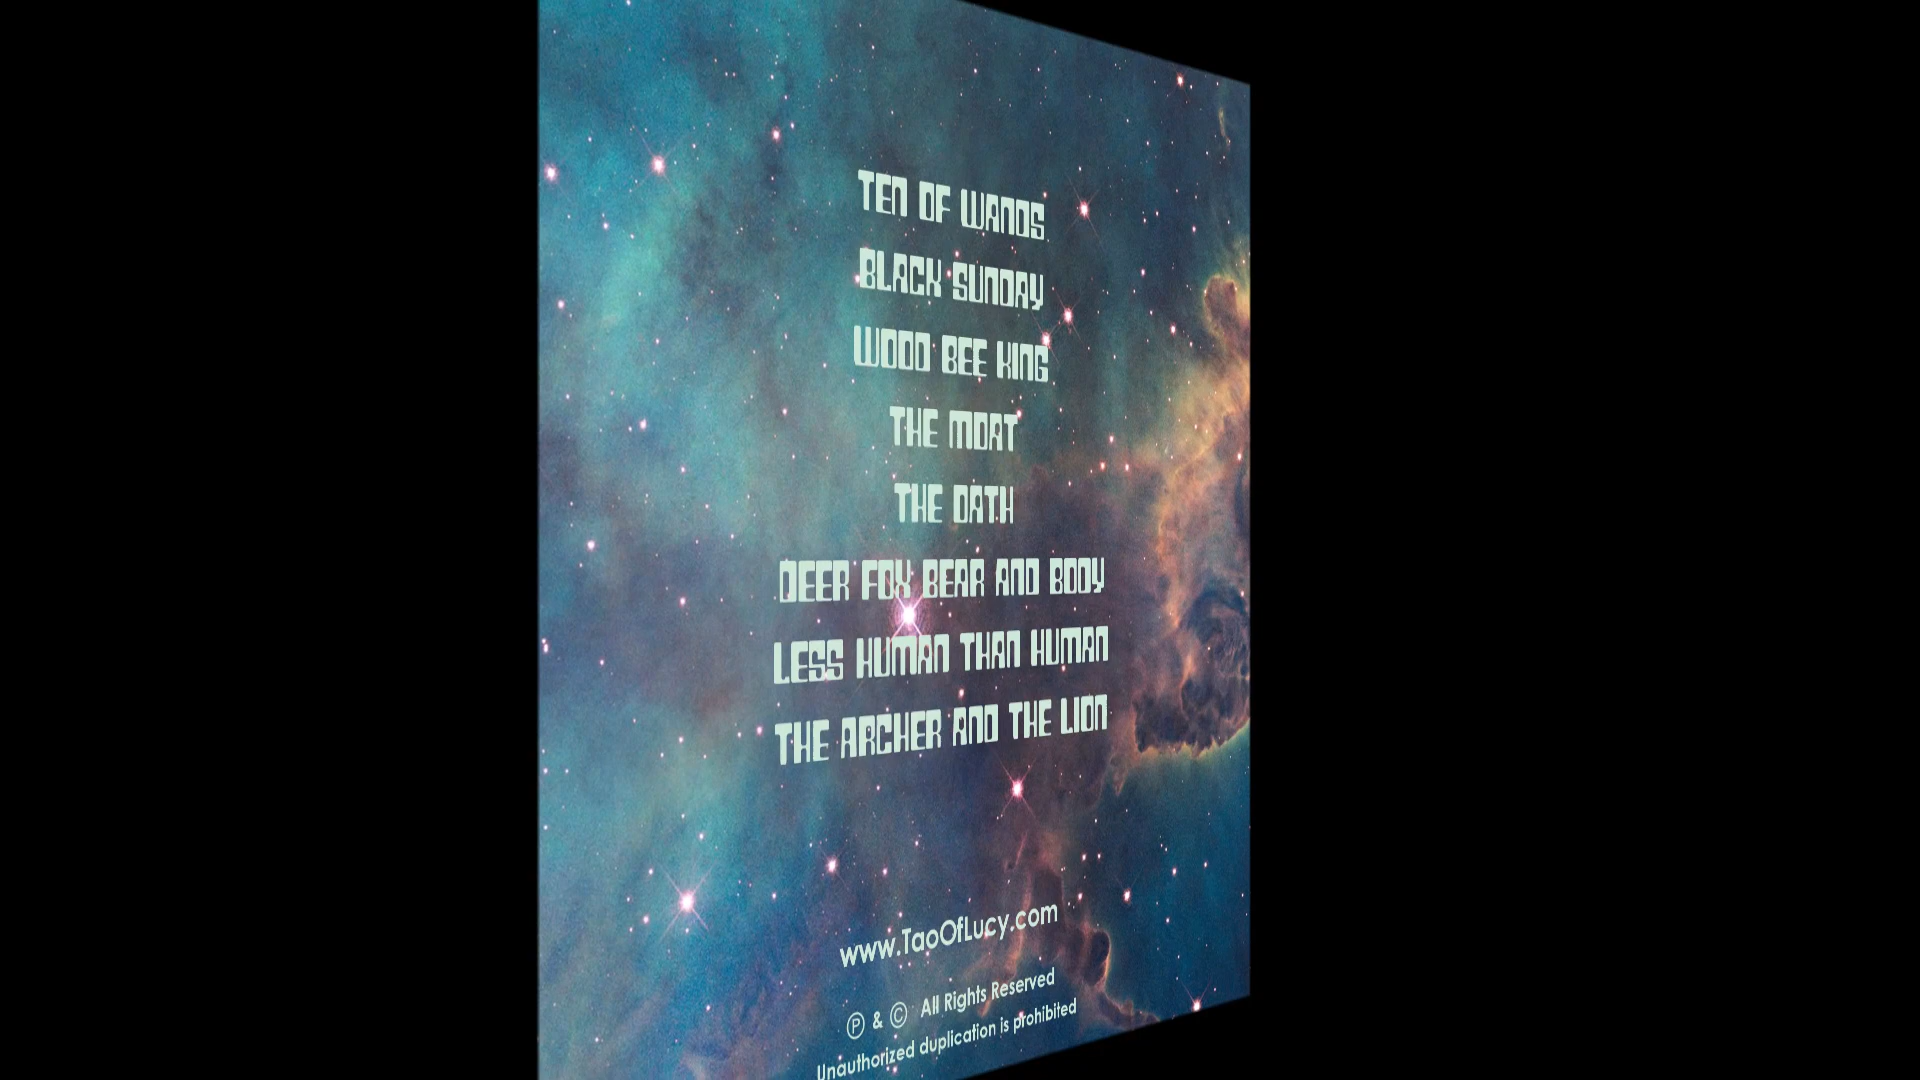 TEN OF WANDS
BLACK SUNDAY
WOOD BEE KING
THE MOAT
THE OATH
DEER FOX BEAR AND BODY
LESS HUMAN THAN HUMAN
THE ARCHER AND THE LION
www.TaoOfLucy.com
℗ & © All Rights Reserved
Unauthorized duplication is prohibited